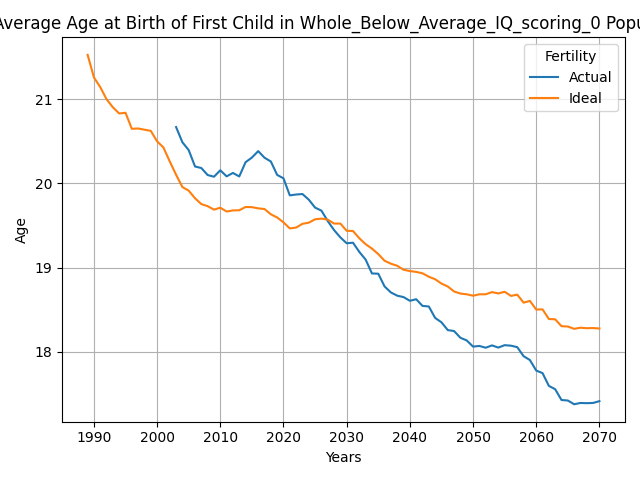 Average Age at Birth of First Child in Whole_Below_Average_IQ_scoring_0 Popu
Fertility
Actual
Ideal
21
20
19
18
Age
1990 2000 2010 2020 2030 2040 2050 2060 2070
Years